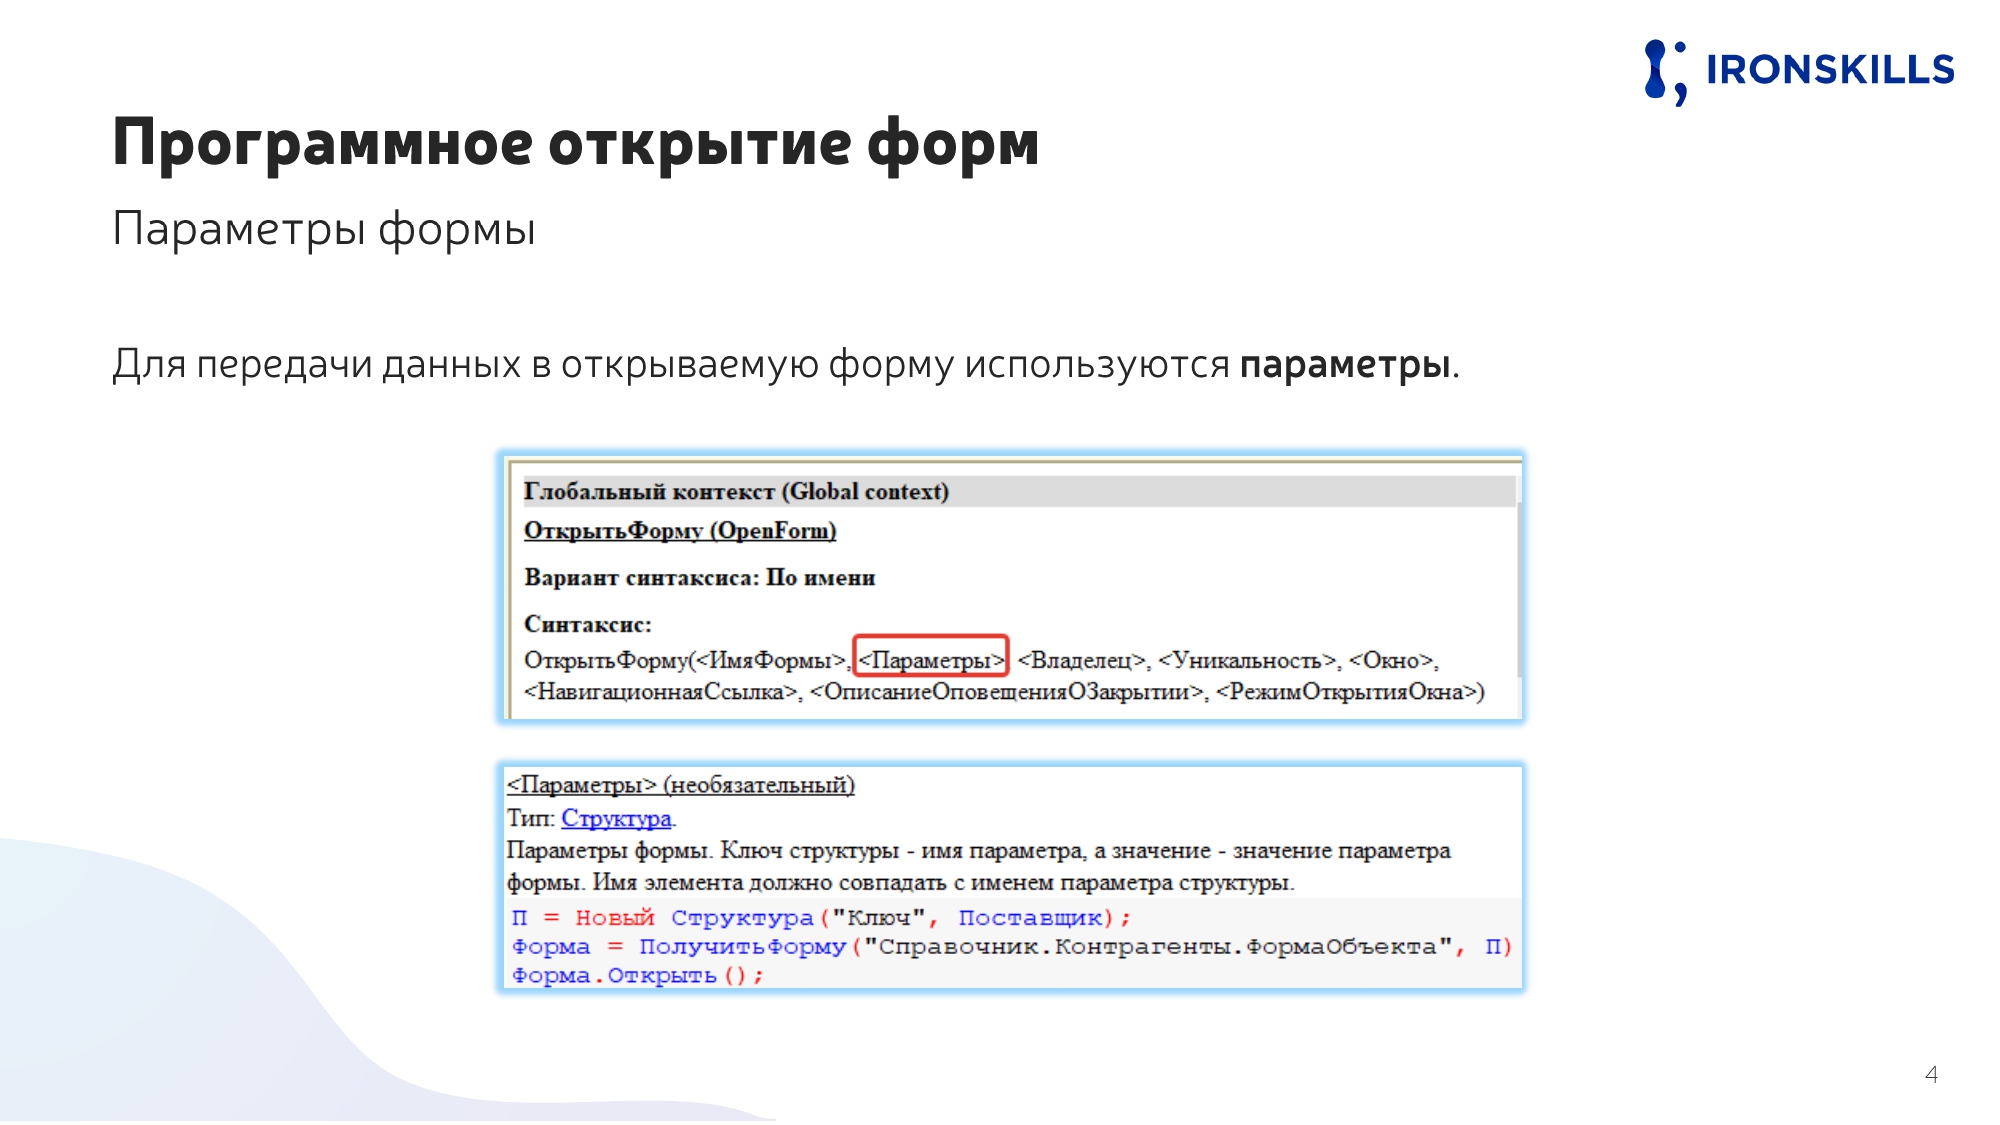 IRONSKILLS
Программное открытие форм
Параметры формы
Для передачи данных в открываемую форму используются параметры.
Глобальный контекст (Global context)
ОткрытьФорму (OpenForm)
Вариант синтаксиса: По имени
Синтаксис:
ОткрытьФорму(<ИмяФормы>, <Параметры>, <Владелец>, <Уникальность>, <Окно>,
<НавигационнаяСсылка>, <ОписаниеОповещенияОЗакрытии>, <РежимОткрытияОкна>)
<Параметры> (необязательный)
Тип: Структура.
Параметры формы. Ключ структуры - имя параметра, а значение - значение параметра
формы. Имя элемента должно совпадать с именем параметра структуры.
П = Новый Структура("Ключ", Поставщик);
Форма = ПолучитьФорму("Справочник.Контрагенты.ФормаОбъекта", П)
Форма.Открыть();
4